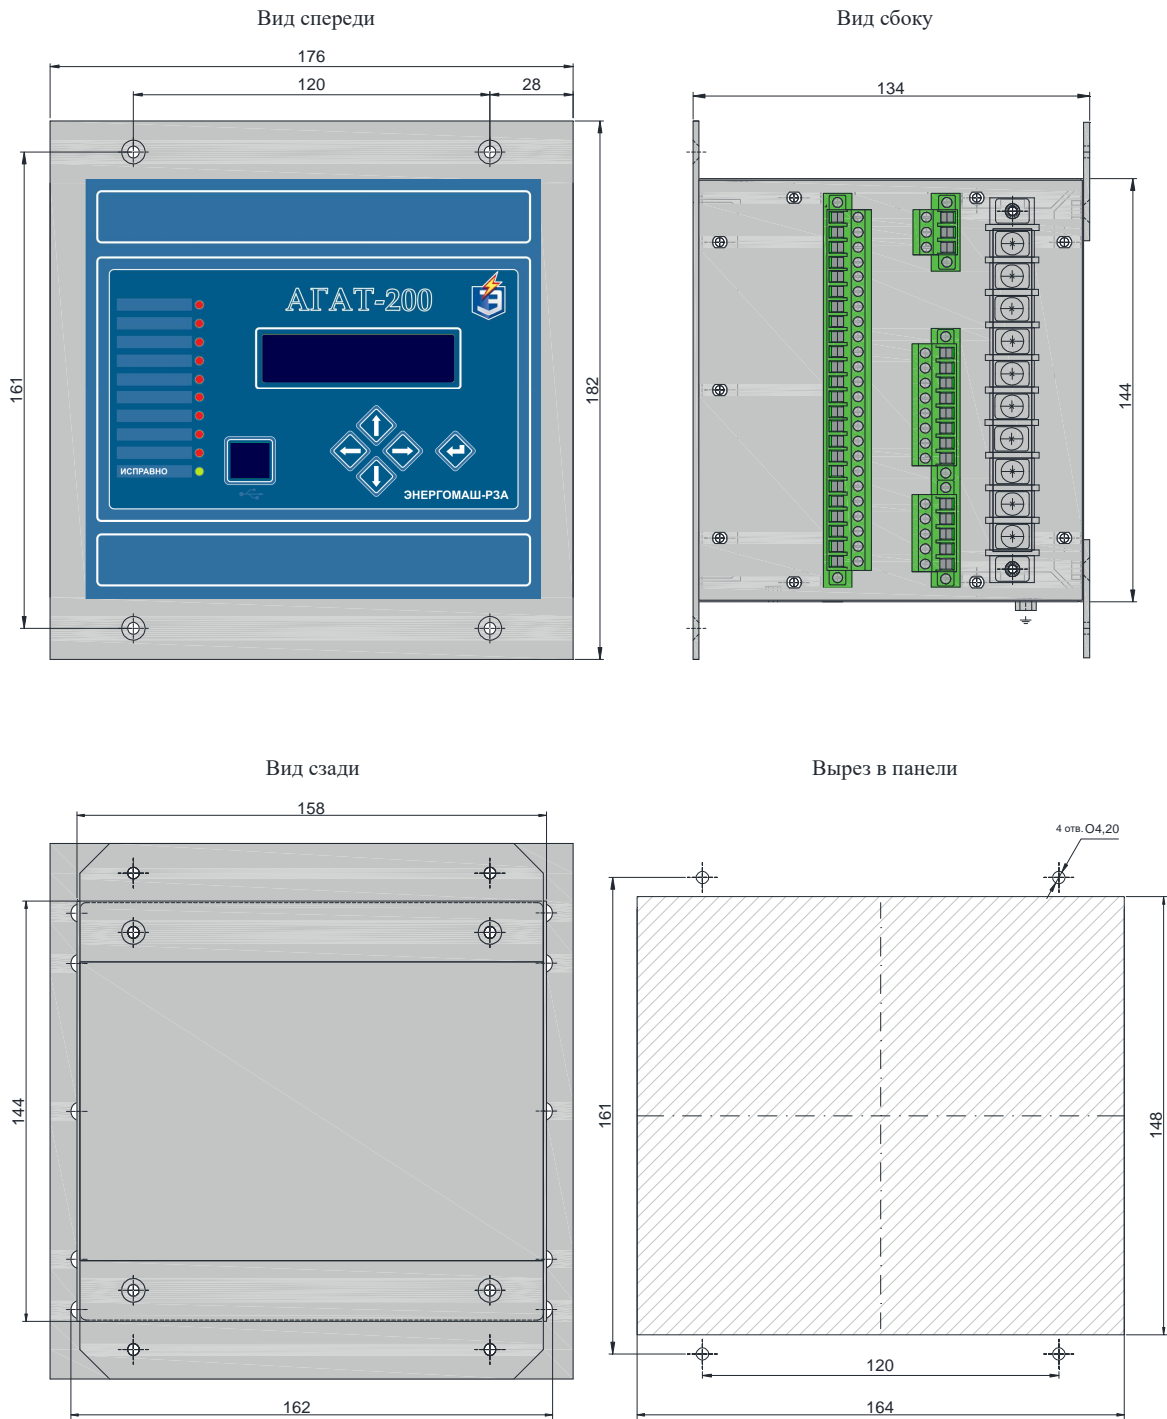 Вид спереди
Вид сбоку
176
120
28
134
161
182
144
АГАТ-200
Э
ИСПРАВНО
ЭНЕРГОМАШ-РЗА
Вид сзади
Вырез в панели
158
4 отв. O4,20
144
161
148
120
162
164